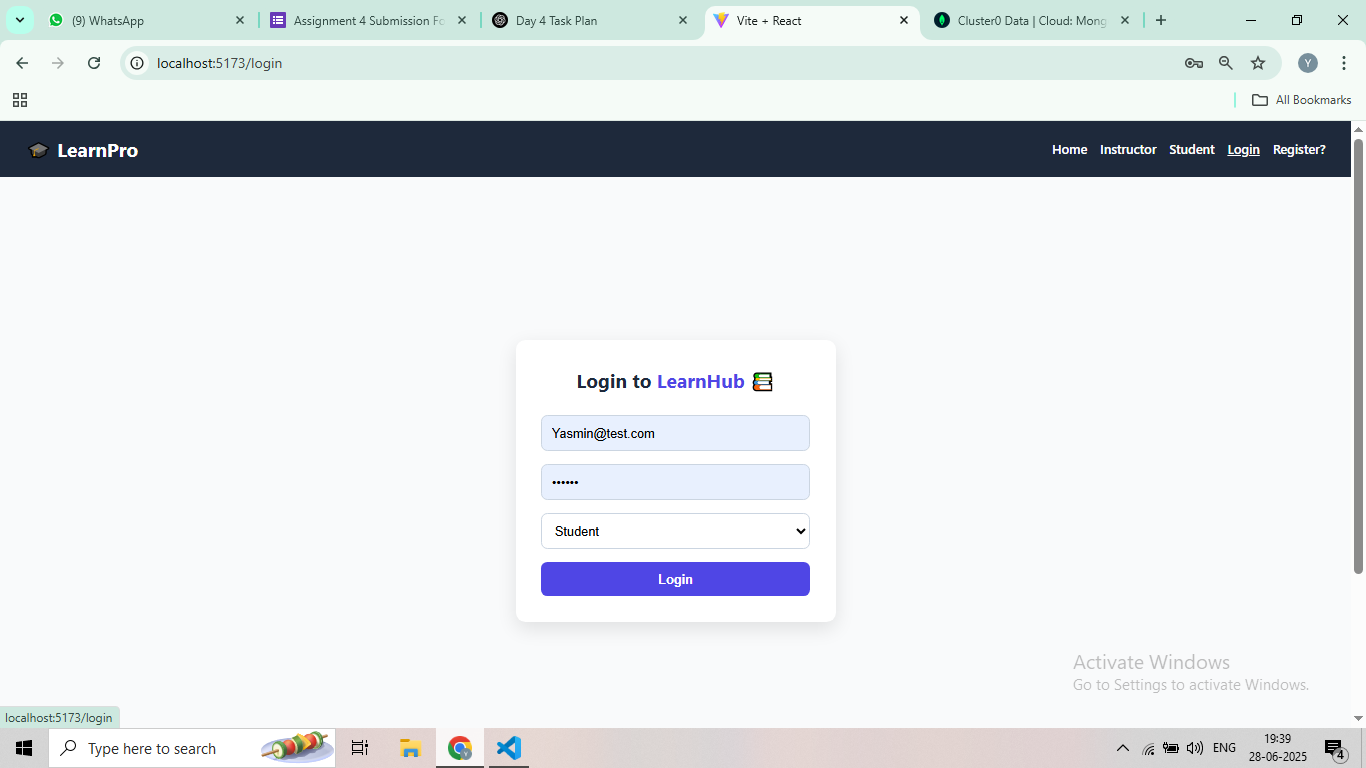 (9) WhatsApp
Assignment 4 Submission Fo
Day 4 Task Plan
Vite + React
Cluster0 Data | Cloud: Mong
localhost:5173/login
Y
All Bookmarks
LearnPro
Home Instructor Student Login Register?
Login to LearnHub
Yasmin@test.com
••••••
Student
Login
Activate Windows
Go to Settings to activate Windows.
localhost:5173/login
Type here to search
ENG
19:39
28-06-2025
4